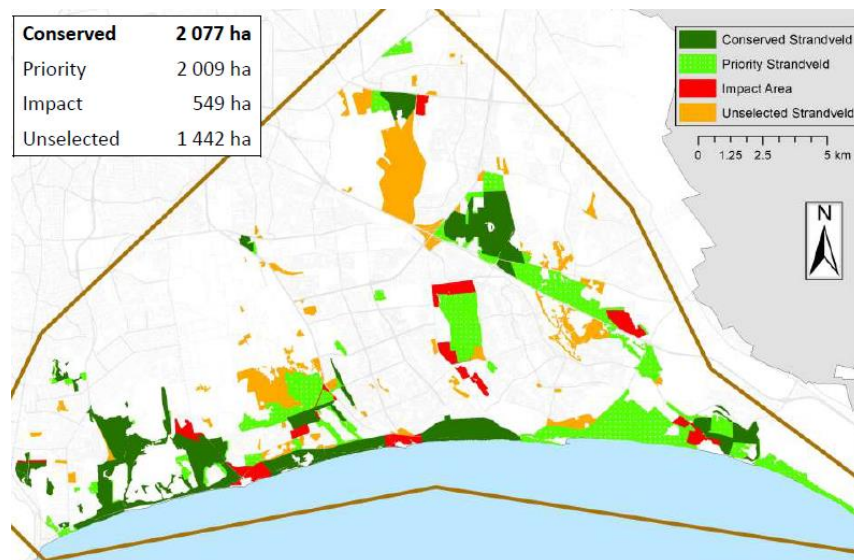 Conserved 2 077 ha
Priority 2 009 ha
Impact 549 ha
Unselected 1 442 ha
Conserved Strandveld
Priority Strandveld
Impact Area
Unselected Strandveld
0 1.25 2.5 5 km
N